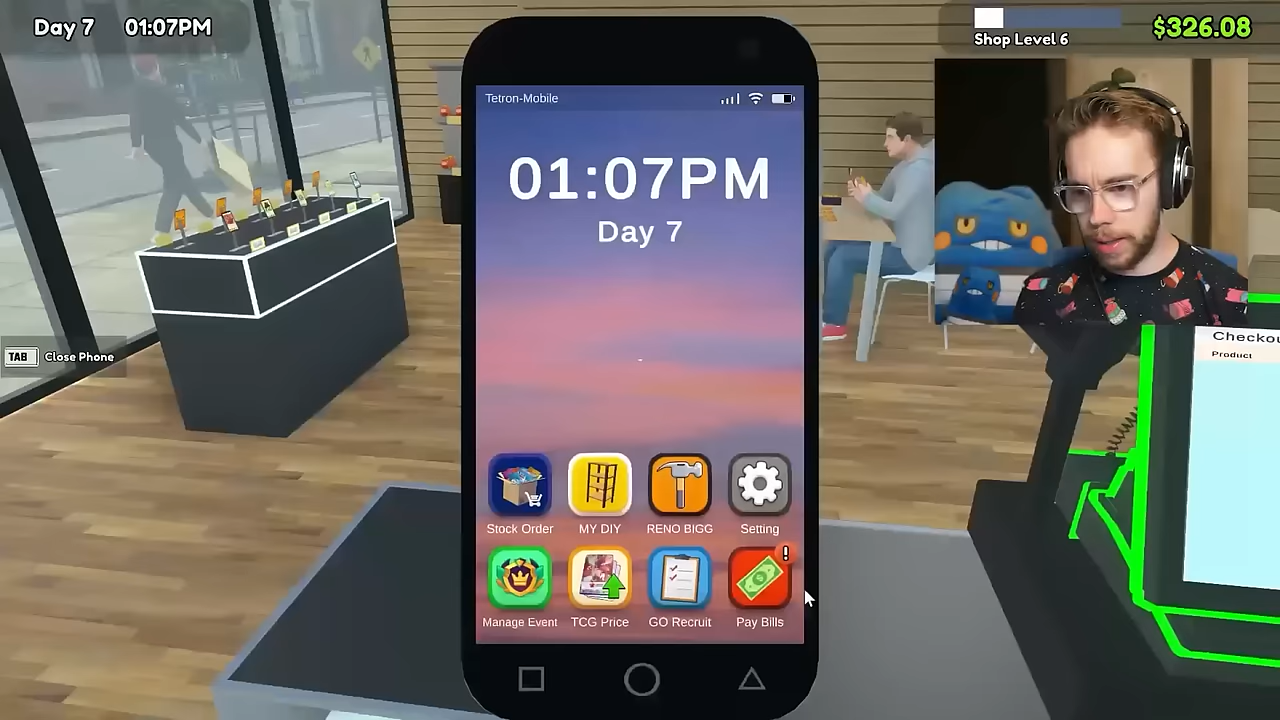 Day 7 01:07PM
Shop Level 6
$326.08
Tetron-Mobile
01:07PM
Day 7
TAB Close Phone
Checkou
Product
Stock Order
MY DIY
RENO BIGG
Setting
!
Manage Event
TCG Price
GO Recruit
Pay Bills